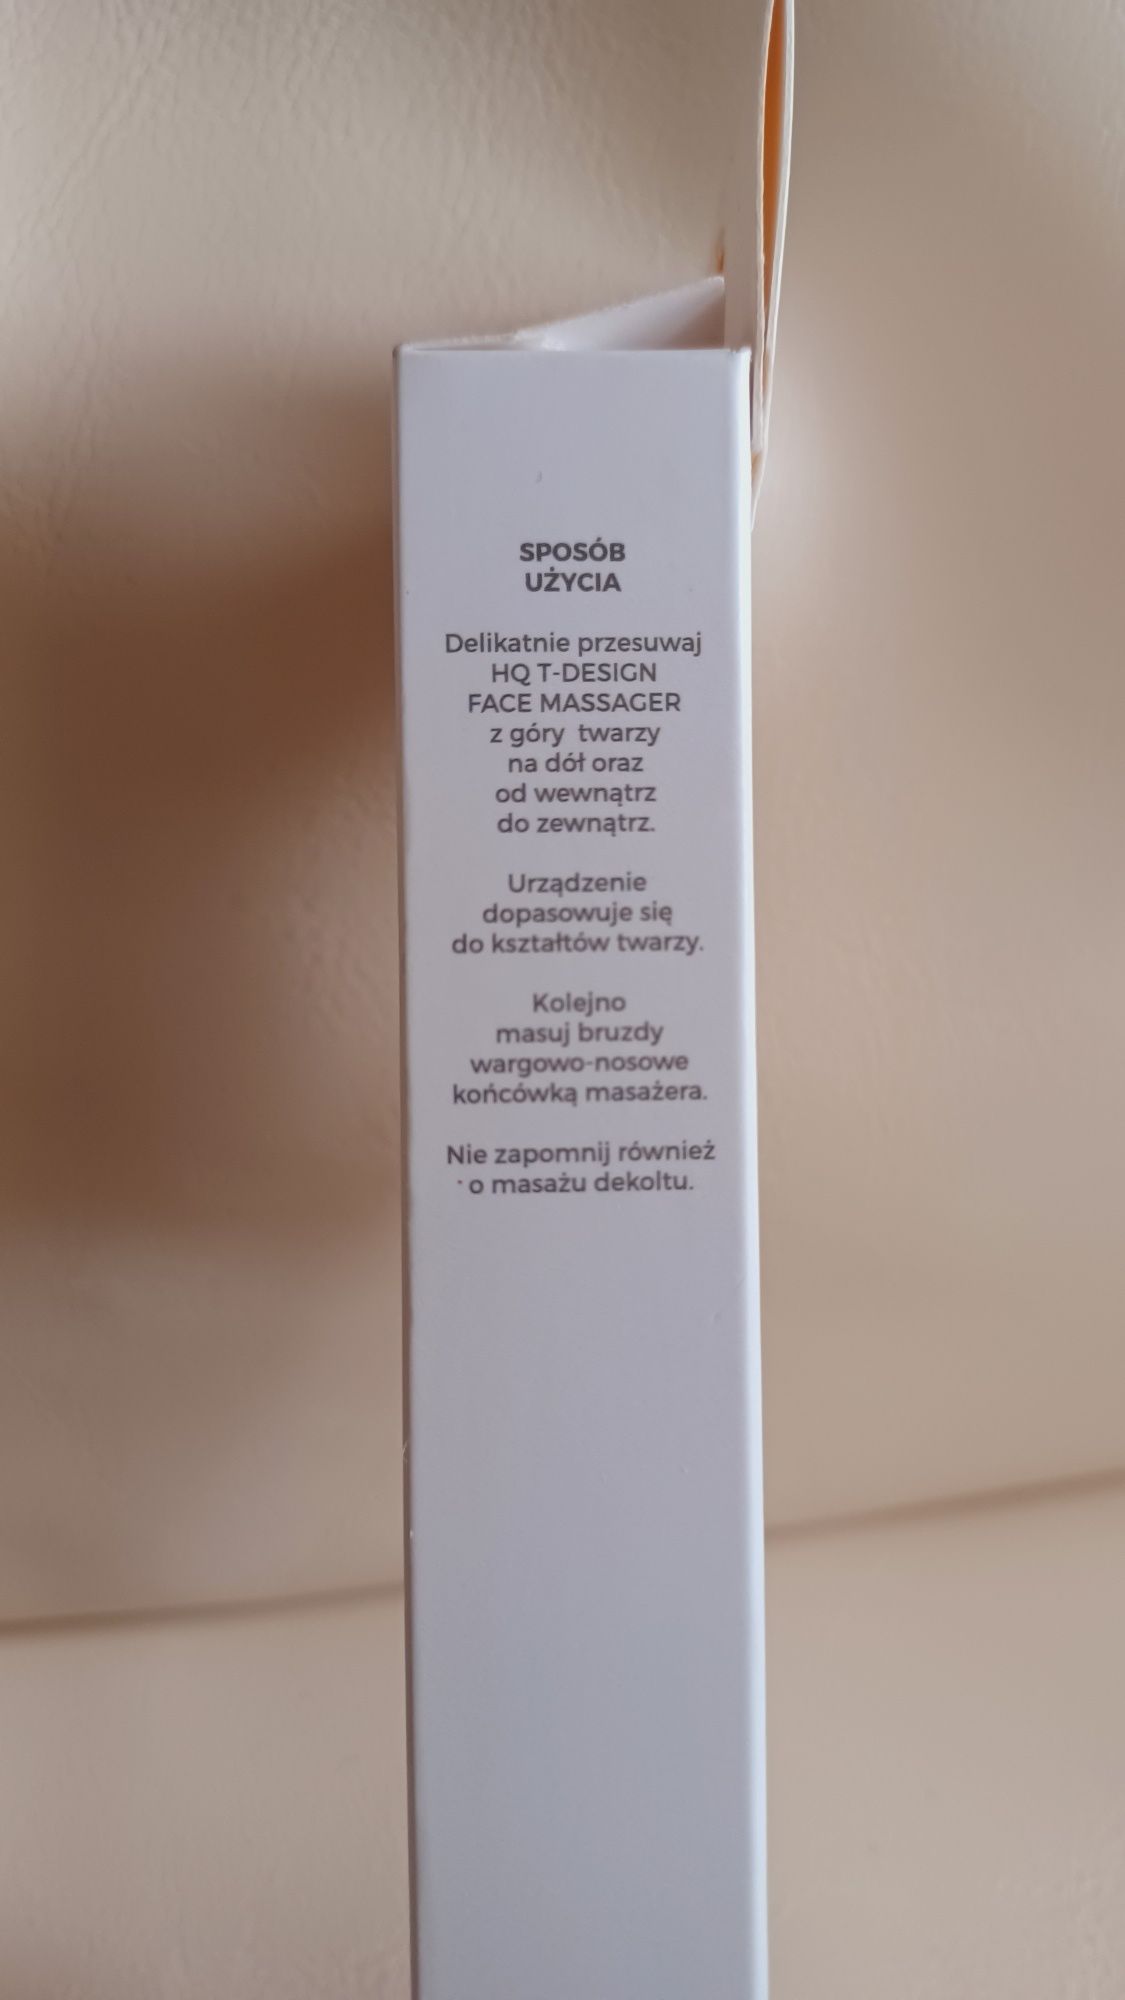 SPOSÓB
UŻYCIA
Delikatnie przesuwaj
HQ T-DESIGN
FACE MASSAGER
z góry twarzy
na dół oraz
od wewnątrz
do zewnątrz.
Urządzenie
dopasowuje się
do kształtów twarzy.
Kolejno
masuj bruzdy
wargowo-nosowe
końcówką masażera.
Nie zapomnij również
o masażu dekoltu.